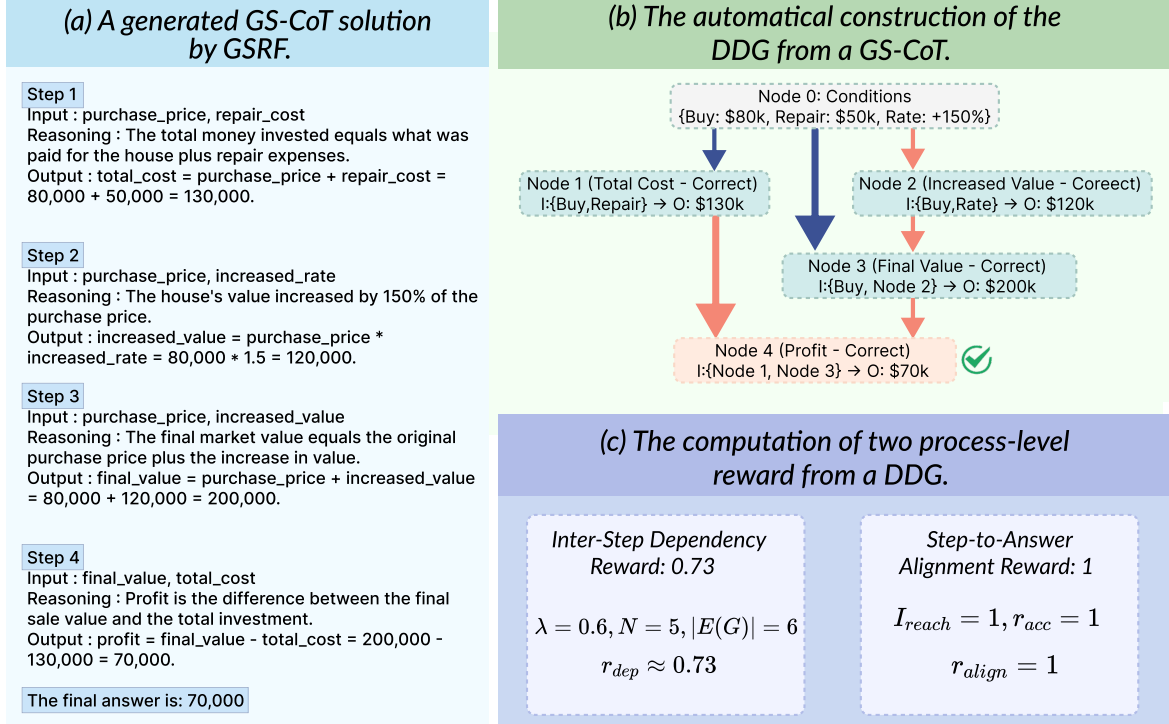 (a) A generated GS-CoT solution
by GSRF.
Step 1
Input : purchase_price, repair_cost
Reasoning : The total money invested equals what was
paid for the house plus repair expenses.
Output : total_cost = purchase_price + repair_cost =
80,000 + 50,000 = 130,000.
Step 2
Input : purchase_price, increased_rate
Reasoning : The house's value increased by 150% of the
purchase price.
Output : increased_value = purchase_price *
increased_rate = 80,000 * 1.5 = 120,000.
Step 3
Input : purchase_price, increased_value
Reasoning : The final market value equals the original
purchase price plus the increase in value.
Output : final_value = purchase_price + increased_value
= 80,000 + 120,000 = 200,000.
Step 4
Input : final_value, total_cost
Reasoning : Profit is the difference between the final
sale value and the total investment.
Output : profit = final_value - total_cost = 200,000 -
130,000 = 70,000.
The final answer is: 70,000
(b) The automatical construction of the
DDG from a GS-CoT.
Node 0: Conditions
{Buy: $80k, Repair: $50k, Rate: +150%}
Node 1 (Total Cost - Correct)
I:{Buy,Repair} → O: $130k
Node 2 (Increased Value - Coreect)
I:{Buy,Rate} → O: $120k
Node 3 (Final Value - Correct)
I:{Buy, Node 2} → O: $200k
Node 4 (Profit - Correct)
I:{Node 1, Node 3} → O: $70k
(c) The computation of two process-level
reward from a DDG.
Inter-Step Dependency
Reward: 0.73
λ = 0.6, N = 5, |E(G)| = 6
r_dep ≈ 0.73
Step-to-Answer
Alignment Reward: 1
I_reach = 1, r_acc = 1
r_align = 1